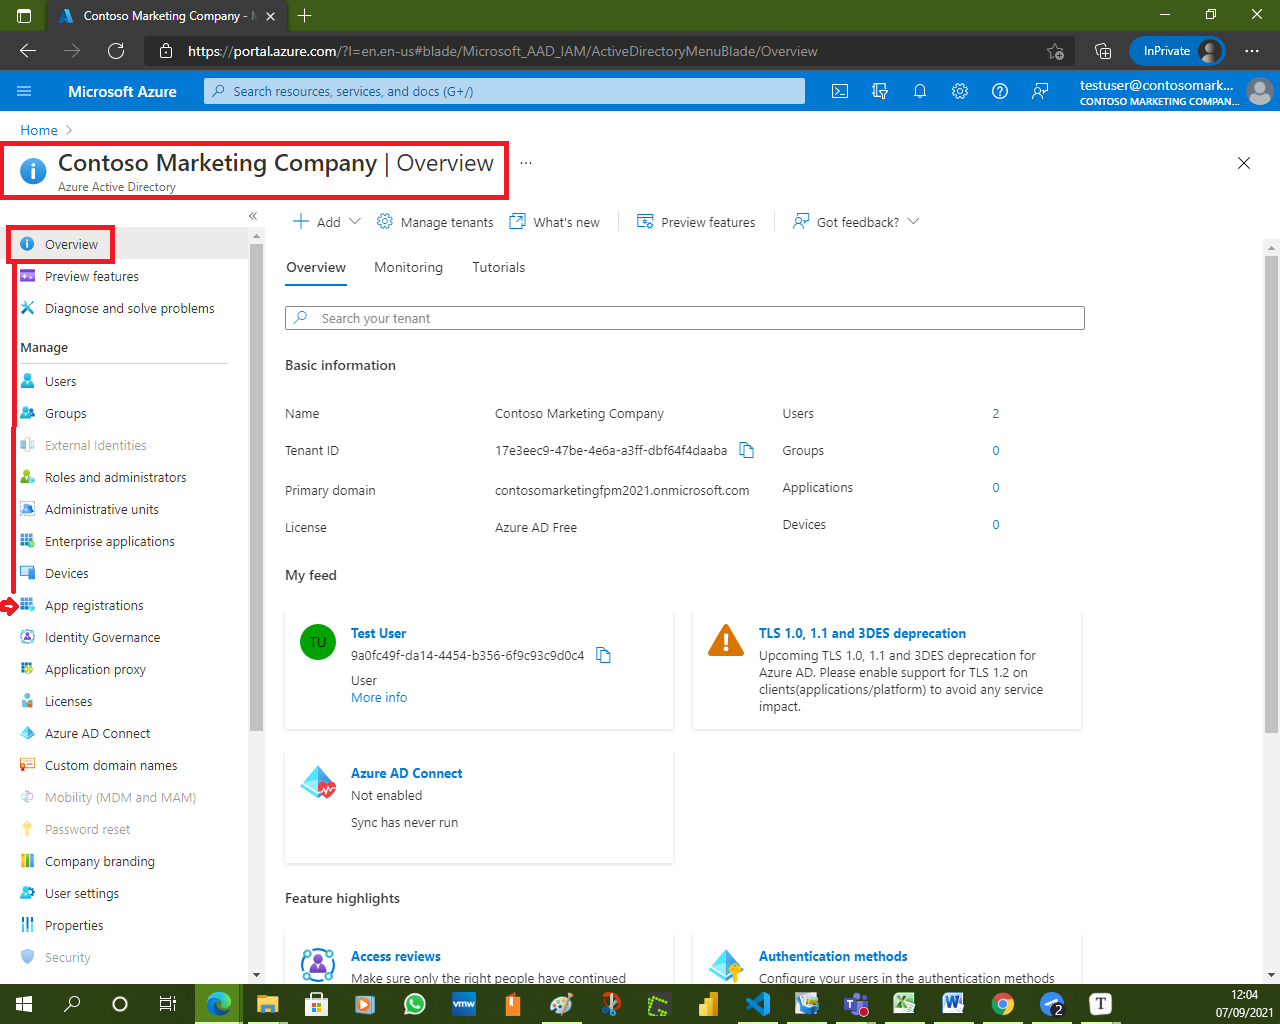 Contoso Marketing Company - M
https://portal.azure.com/?l=en.en-us#blade/Microsoft_AAD_IAM/ActiveDirectoryMenuBlade/Overview
InPrivate
Microsoft Azure
Search resources, services, and docs (G+/)
testuser@contosomark...
CONTOSO MARKETING COMPAN...
Home
Contoso Marketing Company | Overview
...
Azure Active Directory
Add
Manage tenants
What's new
Preview features
Got feedback?
Overview
Preview features
Diagnose and solve problems
Manage
Users
Groups
External Identities
Roles and administrators
Administrative units
Enterprise applications
Devices
App registrations
Identity Governance
Application proxy
Licenses
Azure AD Connect
Custom domain names
Mobility (MDM and MAM)
Password reset
Company branding
User settings
Properties
Security
Overview
Monitoring
Tutorials
Search your tenant
Basic information
Name
Contoso Marketing Company
Users
2
Tenant ID
17e3eec9-47be-4e6a-a3ff-dbf64f4daaba
Groups
0
Primary domain
contosomarketingfpm2021.onmicrosoft.com
Applications
0
License
Azure AD Free
Devices
0
My feed
TU
Test User
9a0fc49f-da14-4454-b356-6f9c93c9d0c4
User
More info
TLS 1.0, 1.1 and 3DES deprecation
Upcoming TLS 1.0, 1.1 and 3DES deprecation for
Azure AD. Please enable support for TLS 1.2 on
clients(applications/platform) to avoid any service
impact.
Azure AD Connect
Not enabled
Sync has never run
Feature highlights
Access reviews
Make sure only the right people have continued
Authentication methods
Configure your users in the authentication methods
vmw
2
T
12:04
07/09/2021